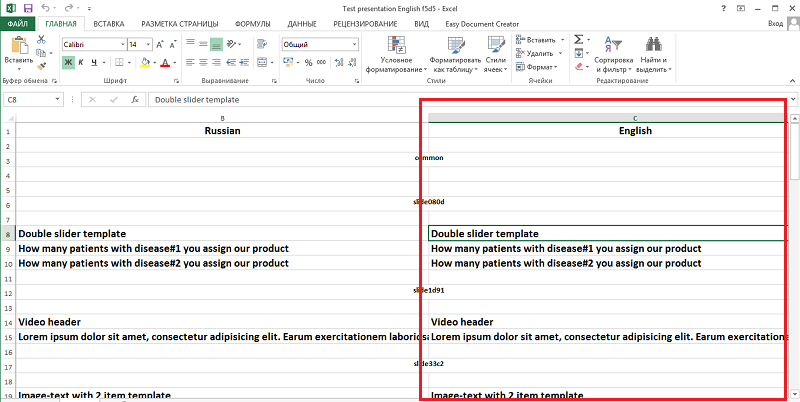 Test presentation English f5d5 - Excel
Вход
ФАЙЛ ГЛАВНАЯ ВСТАВКА РАЗМЕТКА СТРАНИЦЫ ФОРМУЛЫ ДАННЫЕ РЕЦЕНЗИРОВАНИЕ ВИД Easy Document Creator
Calibri 14 Общий
Вставить
Ж К Ч
Условное форматирование
Форматировать как таблицу
Стили ячеек
Вставить
Удалить
Формат
Сортировка и фильтр
Найти и выделить
Буфер обмена Шрифт Выравнивание Число Стили Ячейки Редактирование
C8 Double slider template
B C
1 Russian English
2
3 common
4
5
6 slide080d
7
8 Double slider template Double slider template
9 How many patients with disease#1 you assign our product How many patients with disease#1 you assign our product
10 How many patients with disease#2 you assign our product How many patients with disease#2 you assign our product
11
12 slide1d91
13
14 Video header Video header
15 Lorem ipsum dolor sit amet, consectetur adipisicing elit. Earum exercitationem Lorem ipsum dolor sit amet, consectetur adipisicing elit. Earum
16
17 slide33c2
18
19 Image-text with 2 item template Image-text with 2 item template